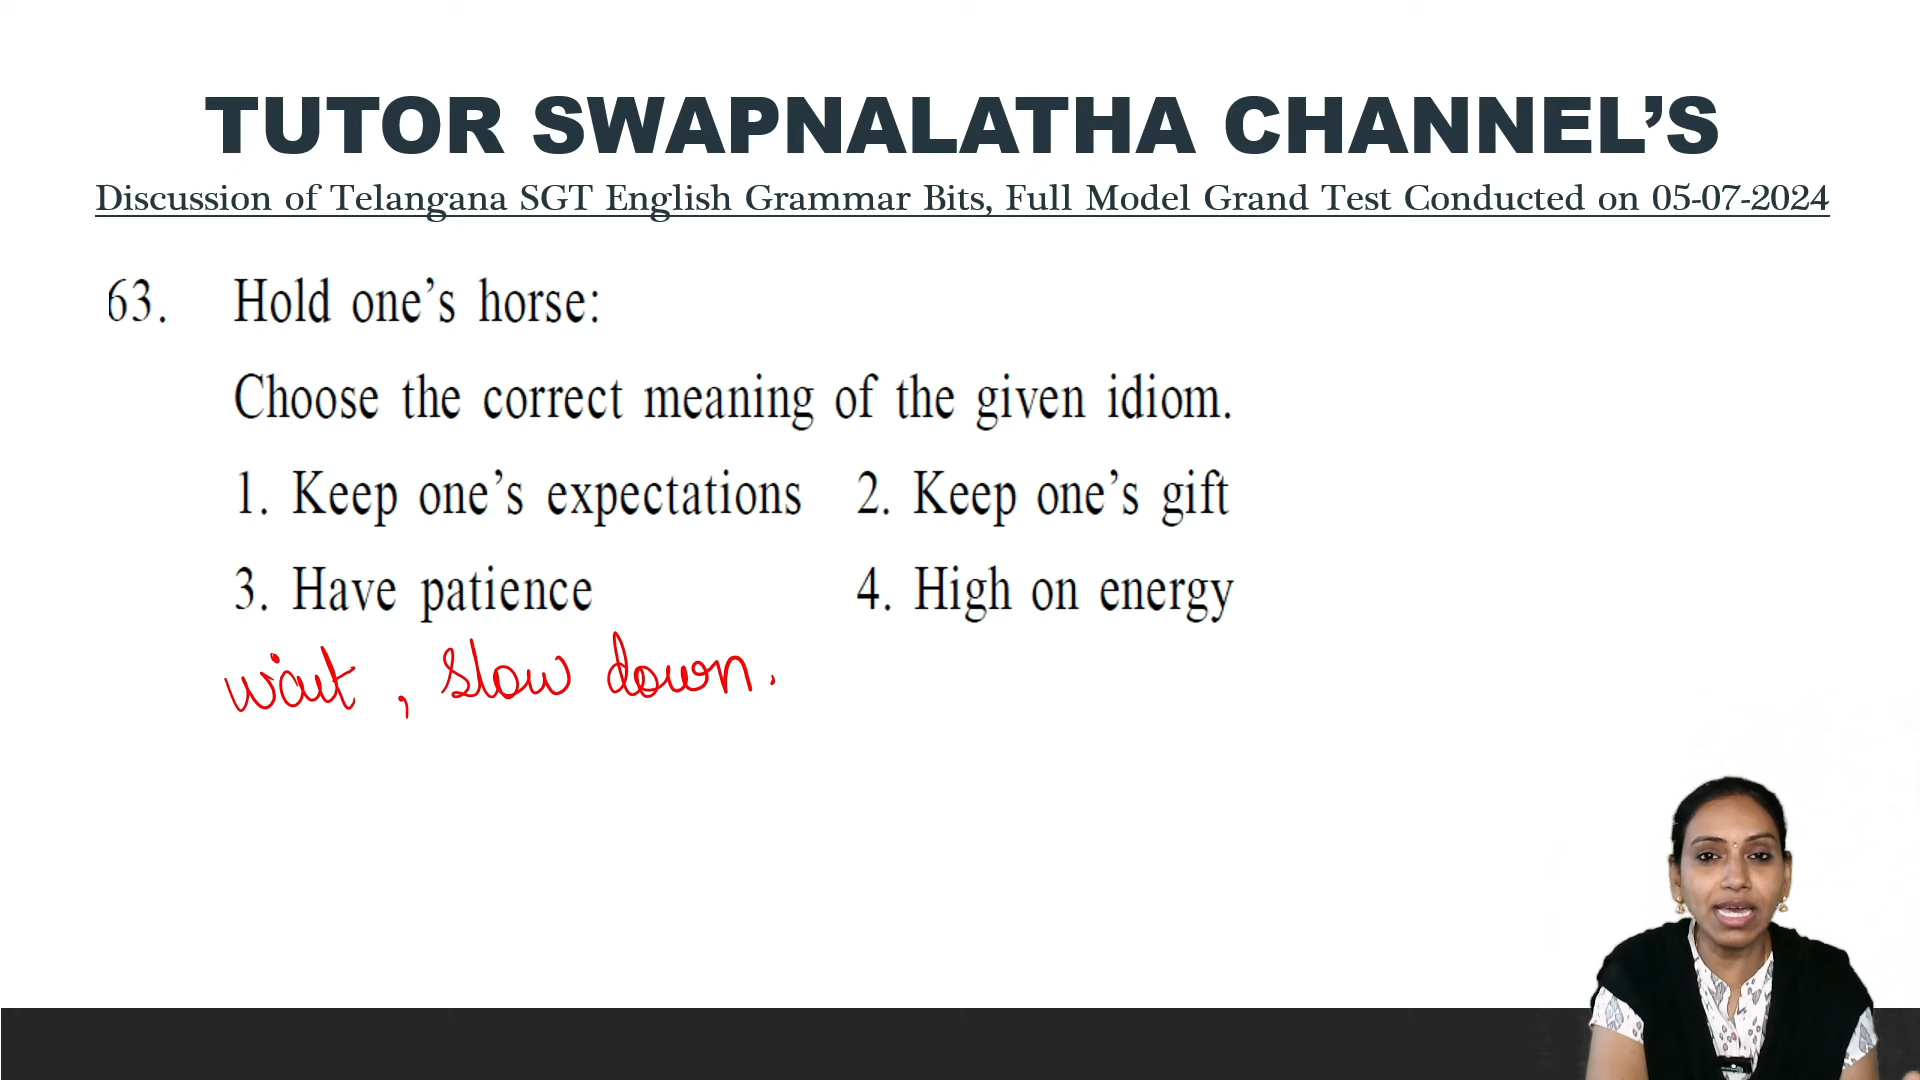 TUTOR SWAPNALATHA CHANNEL’S
Discussion of Telangana SGT English Grammar Bits, Full Model Grand Test Conducted on 05-07-2024
63. Hold one’s horse:
Choose the correct meaning of the given idiom.
1. Keep one’s expectations 2. Keep one’s gift
3. Have patience 4. High on energy
wait , slow down.